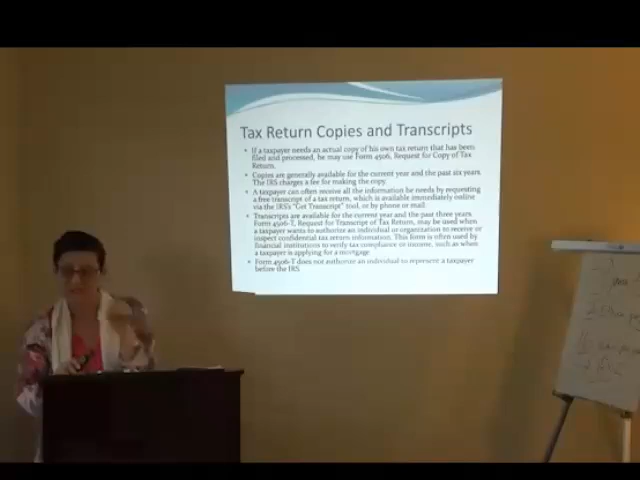 Tax Return Copies and Transcripts
• If a taxpayer needs an actual copy of his own tax return that has been
filed and processed, he may use Form 4506, Request for Copy of Tax
Return.
• Copies are generally available for the current year and the past six years.
The IRS charges a fee for making the copy.
• A taxpayer can often receive all the information he needs by requesting
a free transcript of a tax return, which is available immediately online
via the IRS's "Get Transcript" tool, or by phone or mail.
• Transcripts are available for the current year and the past three years.
Form 4506-T, Request for Transcript of Tax Return, may be used when
a taxpayer wants to authorize an individual or organization to receive or
inspect confidential tax return information. This form is often used by
financial institutions to verify tax compliance or income, such as when
a taxpayer is applying for a mortgage
• Form 4506-T does not authorize an individual to represent a taxpayer
before the IRS